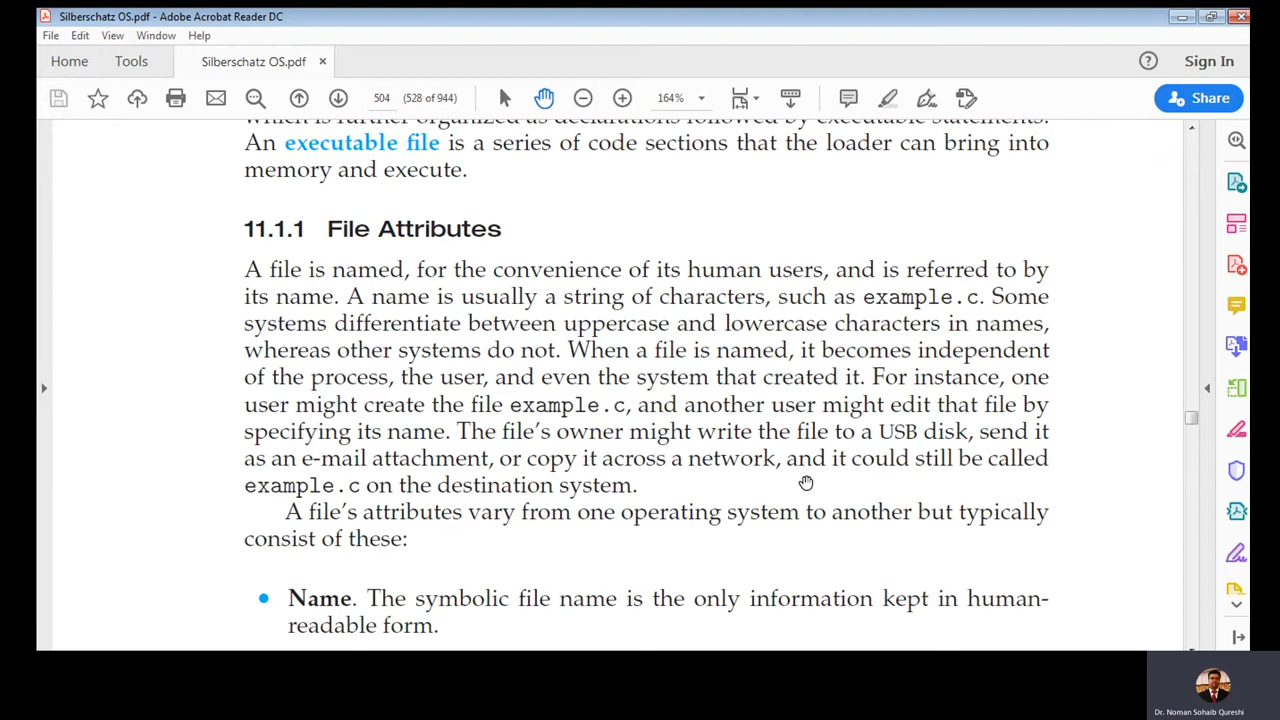 Silberschatz OS.pdf - Adobe Acrobat Reader DC
File Edit View Window Help
Home Tools Silberschatz OS.pdf × Sign In
504 (528 of 944) 164% Share
which is further organized as declarations followed by executable statements.
An executable file is a series of code sections that the loader can bring into
memory and execute.
11.1.1 File Attributes
A file is named, for the convenience of its human users, and is referred to by
its name. A name is usually a string of characters, such as example.c. Some
systems differentiate between uppercase and lowercase characters in names,
whereas other systems do not. When a file is named, it becomes independent
of the process, the user, and even the system that created it. For instance, one
user might create the file example.c, and another user might edit that file by
specifying its name. The file's owner might write the file to a USB disk, send it
as an e-mail attachment, or copy it across a network, and it could still be called
example.c on the destination system.
A file's attributes vary from one operating system to another but typically
consist of these:
• Name. The symbolic file name is the only information kept in human-
readable form.
Dr. Noman Sohaib Qureshi